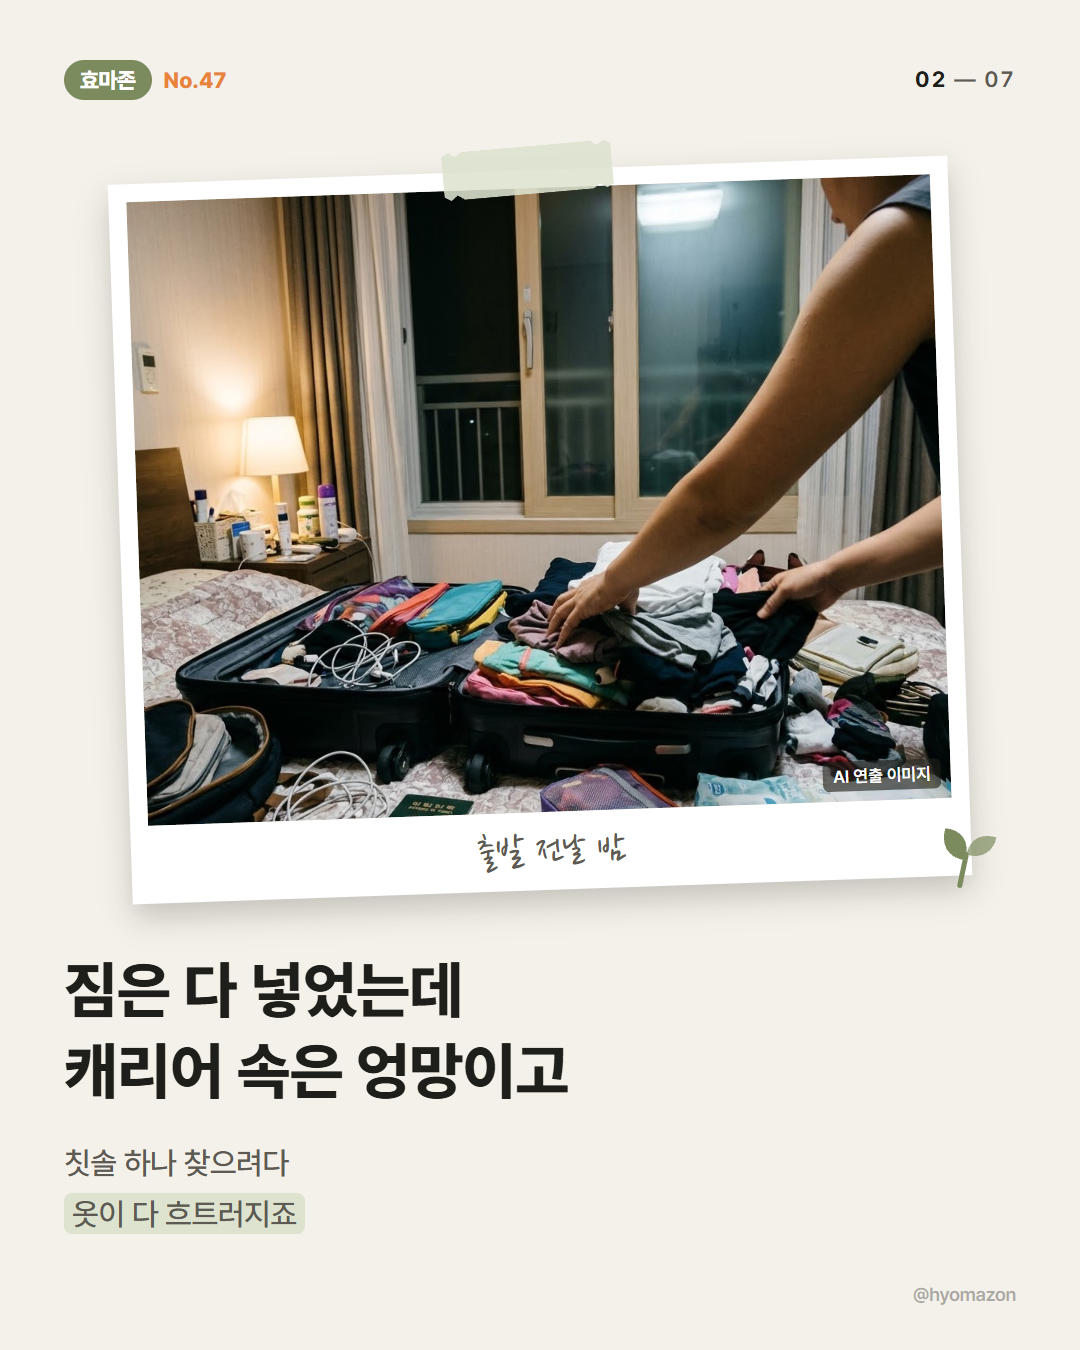 효마존 No.47
02 — 07
AI 연출 이미지
출발 전날 밤
짐은 다 넣었는데
캐리어 속은 엉망이고
칫솔 하나 찾으려다
옷이 다 흐트러지죠
@hyomazon